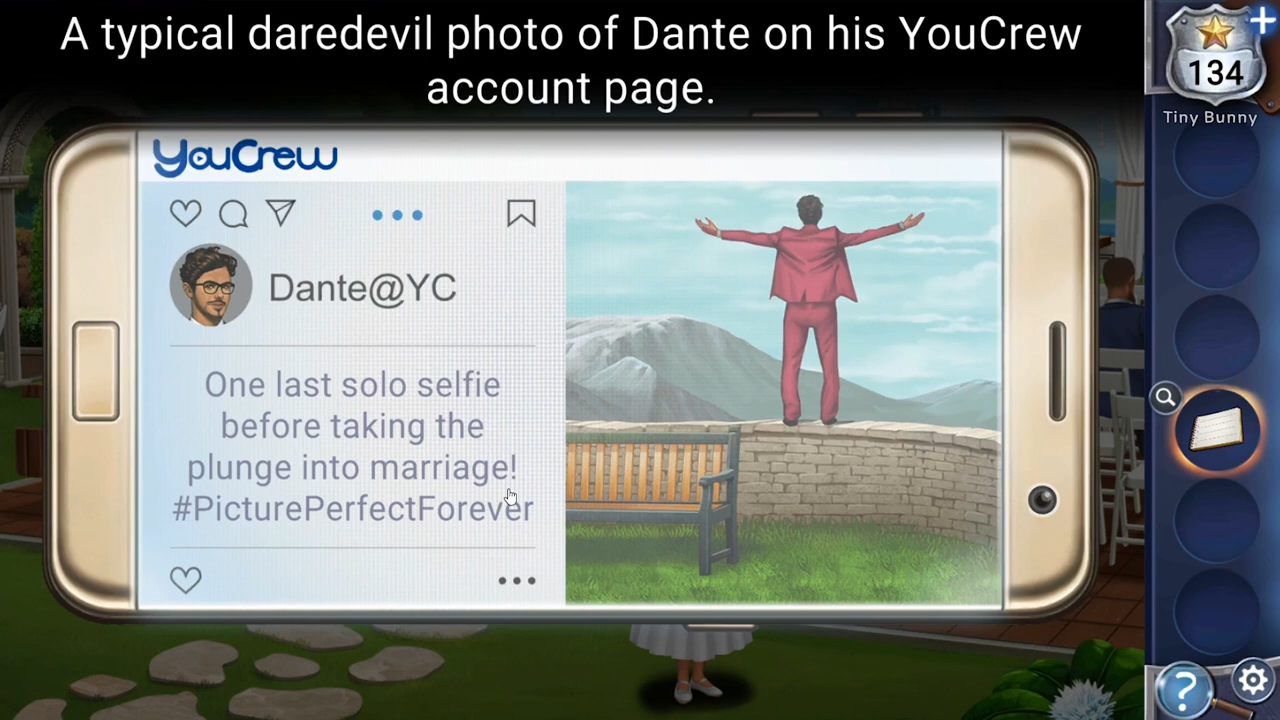 A typical daredevil photo of Dante on his YouCrew
account page.
134
Tiny Bunny
YouCrew
Dante@YC
One last solo selfie
before taking the
plunge into marriage!
#PicturePerfectForever
?